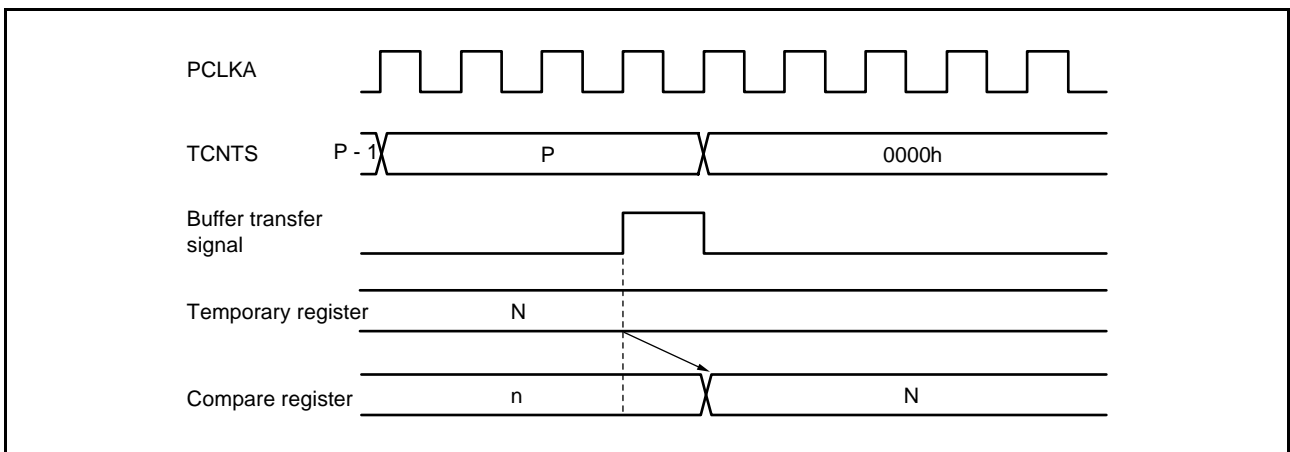 PCLKA
TCNTS
P - 1
P
0000h
Buffer transfer
signal
Temporary register
N
Compare register
n
N